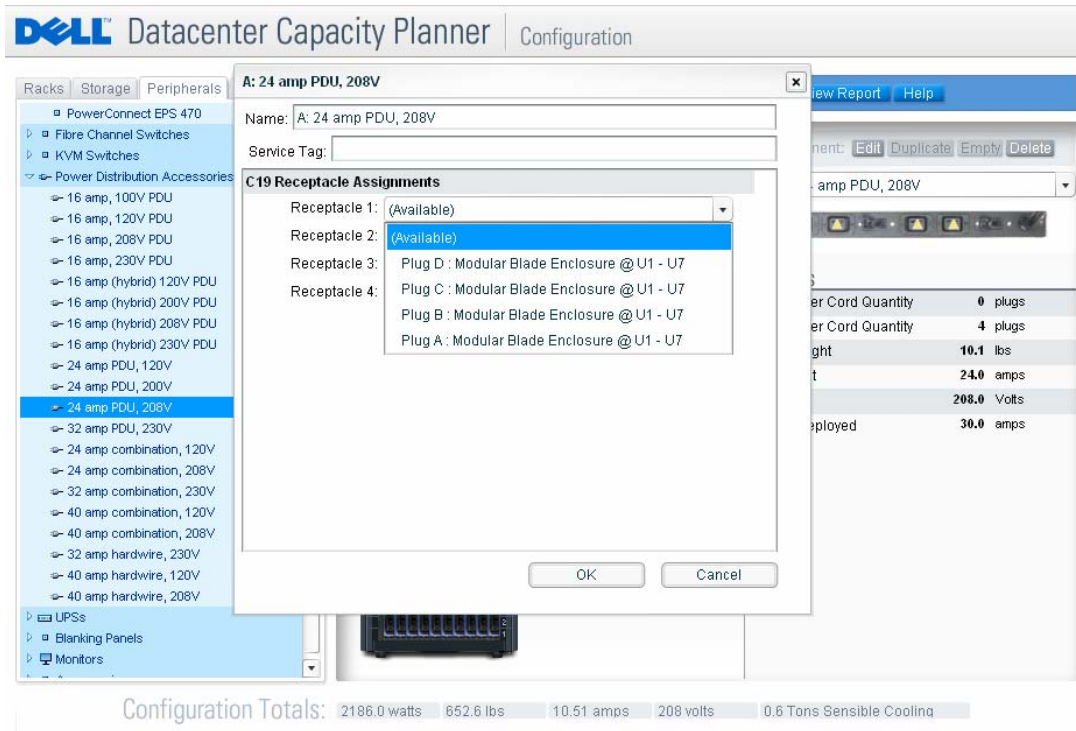 DELL Datacenter Capacity Planner Configuration
Racks Storage Peripherals
PowerConnect EPS 470
Fibre Channel Switches
KVM Switches
Power Distribution Accessories
16 amp, 100V PDU
16 amp, 120V PDU
16 amp, 208V PDU
16 amp, 230V PDU
16 amp (hybrid) 120V PDU
16 amp (hybrid) 200V PDU
16 amp (hybrid) 208V PDU
16 amp (hybrid) 230V PDU
24 amp PDU, 120V
24 amp PDU, 200V
24 amp PDU, 208V
32 amp PDU, 230V
24 amp combination, 120V
24 amp combination, 208V
32 amp combination, 230V
40 amp combination, 120V
40 amp combination, 208V
32 amp hardwire, 230V
40 amp hardwire, 120V
40 amp hardwire, 208V
UPSs
Blanking Panels
Monitors
A: 24 amp PDU, 208V
Name: A: 24 amp PDU, 208V
Service Tag:
C19 Receptacle Assignments
Receptacle 1: (Available)
Receptacle 2:
Receptacle 3:
Receptacle 4:
(Available)
Plug D : Modular Blade Enclosure @ U1 - U7
Plug C : Modular Blade Enclosure @ U1 - U7
Plug B : Modular Blade Enclosure @ U1 - U7
Plug A : Modular Blade Enclosure @ U1 - U7
OK Cancel
iew Report Help
nent: Edit Duplicate Empty Delete
amp PDU, 208V
er Cord Quantity 0 plugs
er Cord Quantity 4 plugs
ght 10.1 lbs
t 24.0 amps
208.0 Volts
eployed 30.0 amps
2
1
Configuration Totals: 2186.0 watts 652.6 lbs 10.51 amps 208 volts 0.6 Tons Sensible Cooling